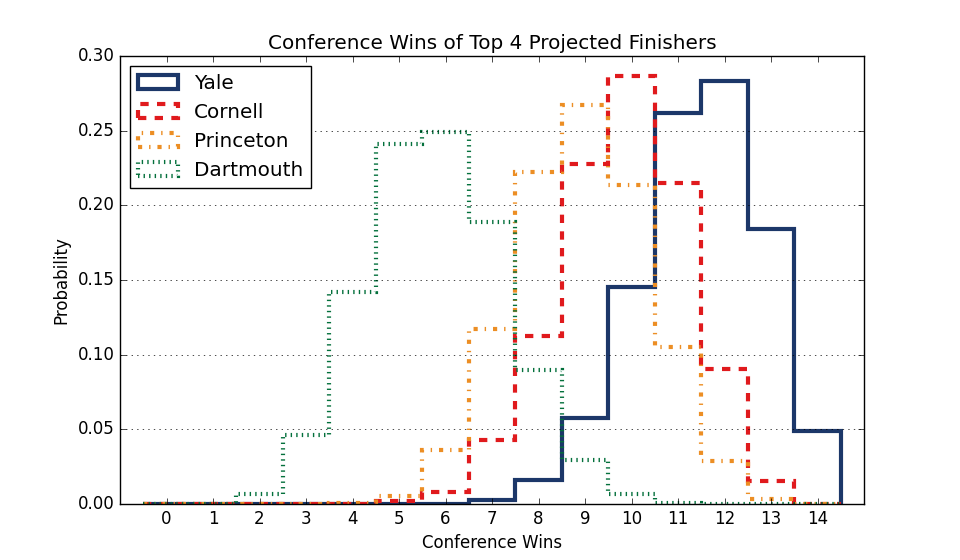 Conference Wins of Top 4 Projected Finishers
0.30
0.25
0.20
0.15
0.10
0.05
0.00
Probability
Yale
Cornell
Princeton
Dartmouth
0 1 2 3 4 5 6 7 8 9 10 11 12 13 14
Conference Wins